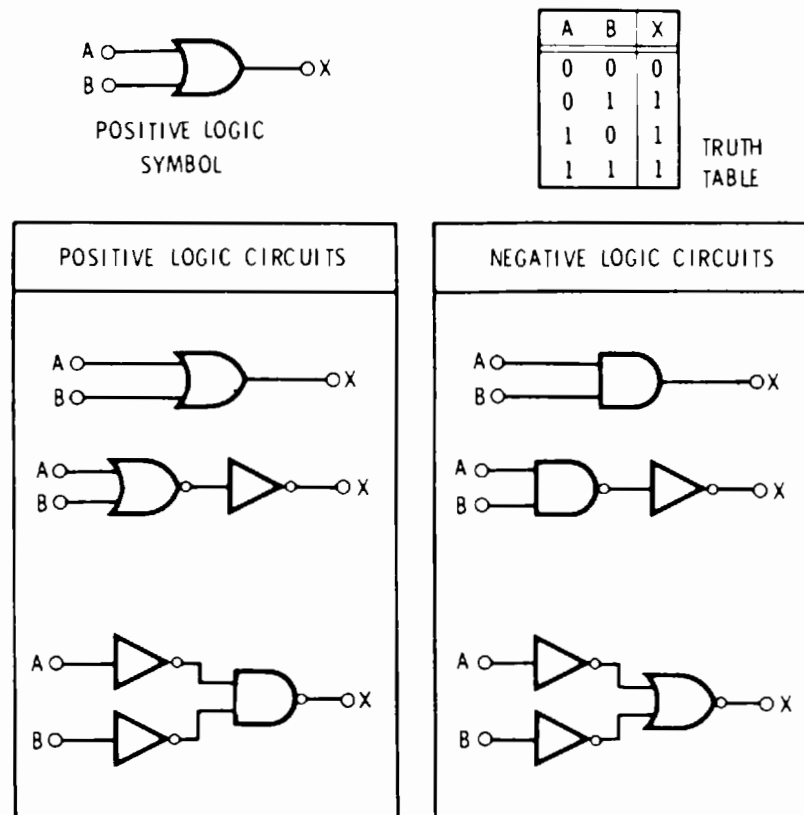 A
B
X
POSITIVE LOGIC
SYMBOL
A B X
0 0 0
0 1 1
1 0 1
1 1 1
TRUTH
TABLE
POSITIVE LOGIC CIRCUITS
A
B
X
A
B
X
A
B
X
NEGATIVE LOGIC CIRCUITS
A
B
X
A
B
X
A
B
X